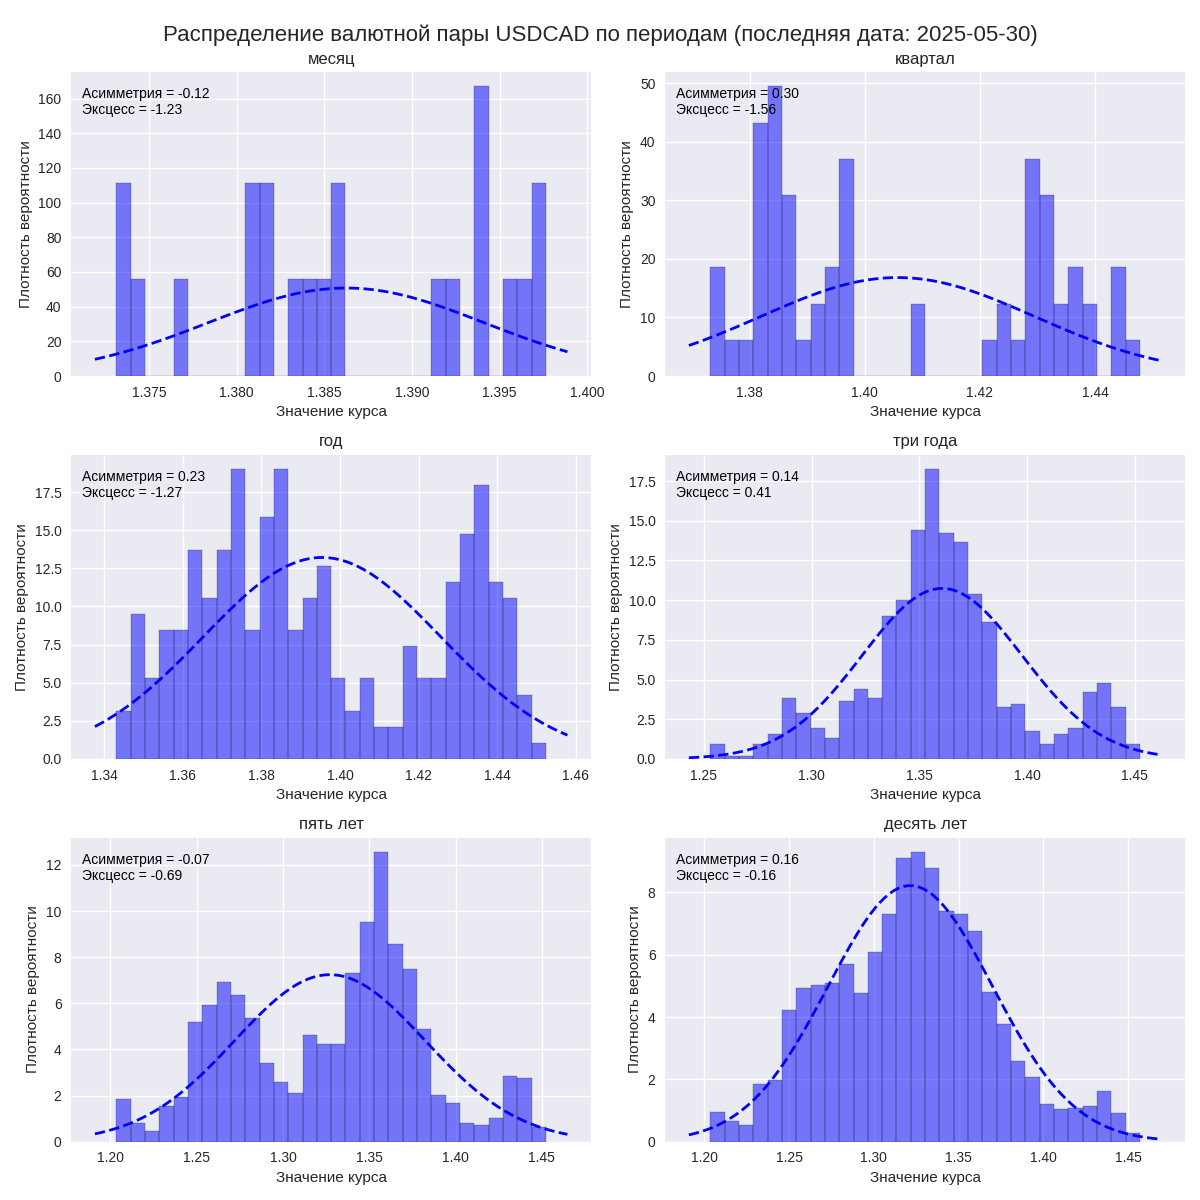 Распределение валютной пары USDCAD по периодам (последняя дата: 2025-05-30)
месяц
Асимметрия = -0.12
Эксцесс = -1.23
Плотность вероятности
160
140
120
100
80
60
40
20
0
1.375 1.380 1.385 1.390 1.395 1.400
Значение курса
квартал
Асимметрия = 0.30
Эксцесс = -1.56
Плотность вероятности
50
40
30
20
10
0
1.38 1.40 1.42 1.44
Значение курса
год
Асимметрия = 0.23
Эксцесс = -1.27
Плотность вероятности
17.5
15.0
12.5
10.0
7.5
5.0
2.5
0.0
1.34 1.36 1.38 1.40 1.42 1.44 1.46
Значение курса
три года
Асимметрия = 0.14
Эксцесс = 0.41
Плотность вероятности
17.5
15.0
12.5
10.0
7.5
5.0
2.5
0.0
1.25 1.30 1.35 1.40 1.45
Значение курса
пять лет
Асимметрия = -0.07
Эксцесс = -0.69
Плотность вероятности
12
10
8
6
4
2
0
1.20 1.25 1.30 1.35 1.40 1.45
Значение курса
десять лет
Асимметрия = 0.16
Эксцесс = -0.16
Плотность вероятности
8
6
4
2
0
1.20 1.25 1.30 1.35 1.40 1.45
Значение курса